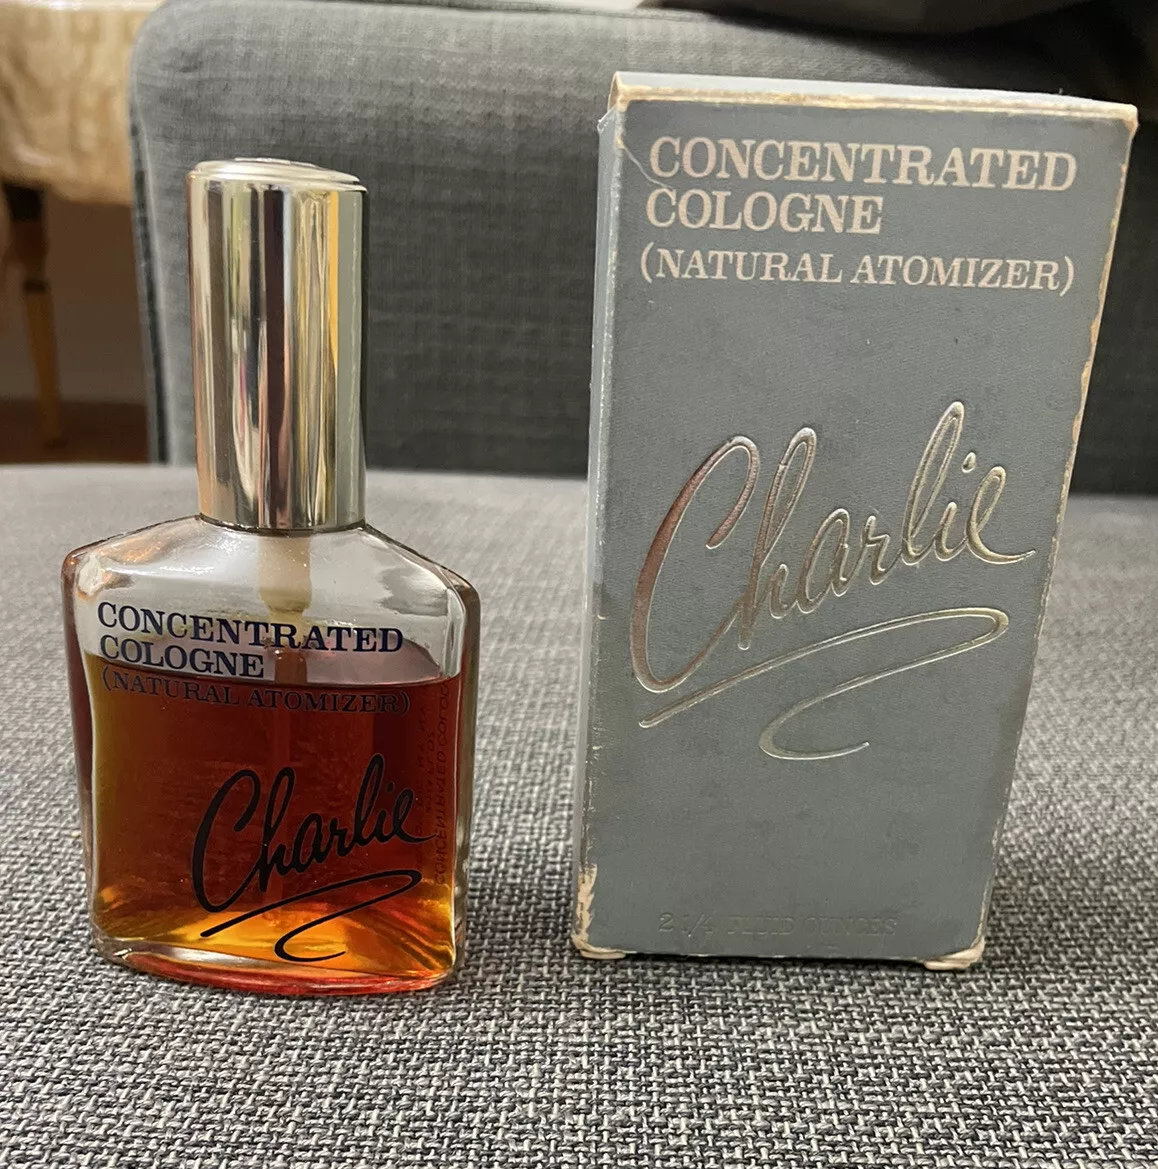 CONCENTRATED
COLOGNE
(NATURAL ATOMIZER)
Charlie
CONCENTRATED
COLOGNE
(NATURAL ATOMIZER)
Charlie
2 1/4 FLUID OUNCES